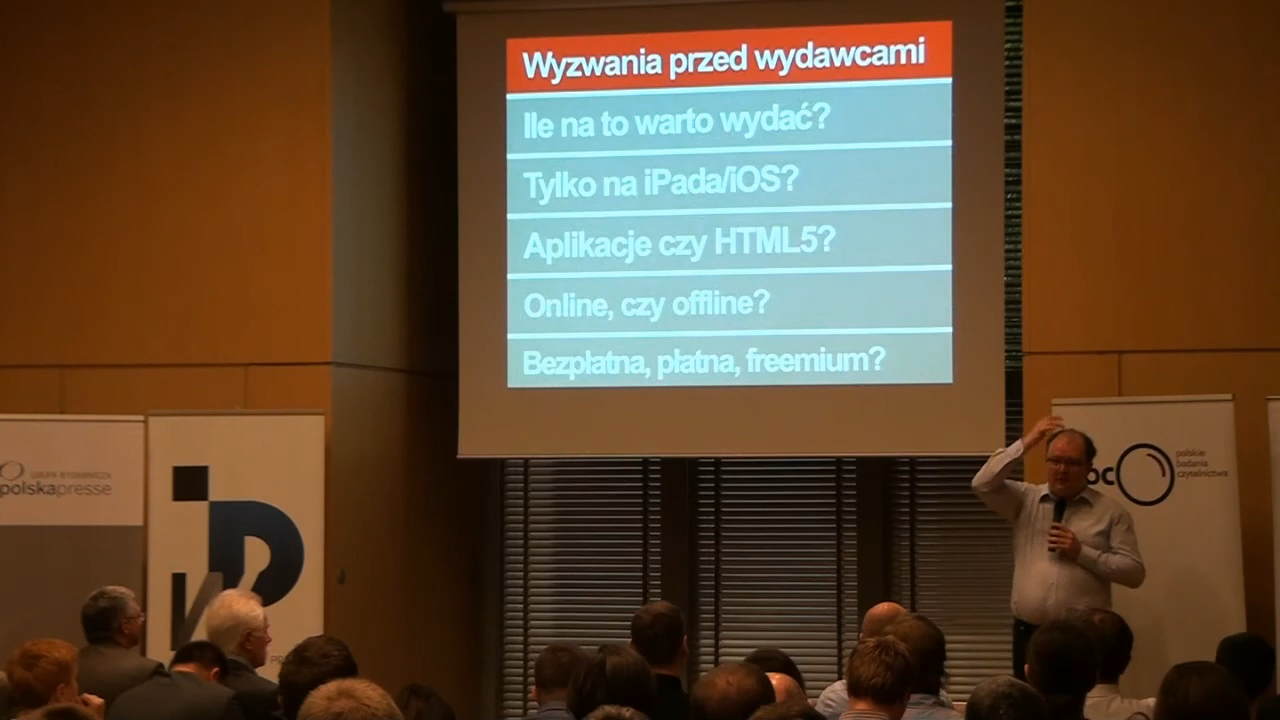 Wyzwania przed wydawcami
Ile na to warto wydać?
Tylko na iPada/iOS?
Aplikacje czy HTML5?
Online, czy offline?
Bezpłatna, płatna, freemium?
GRUPA WYDAWNICZA
polskapresse
polskie
badania
czytelnictwa